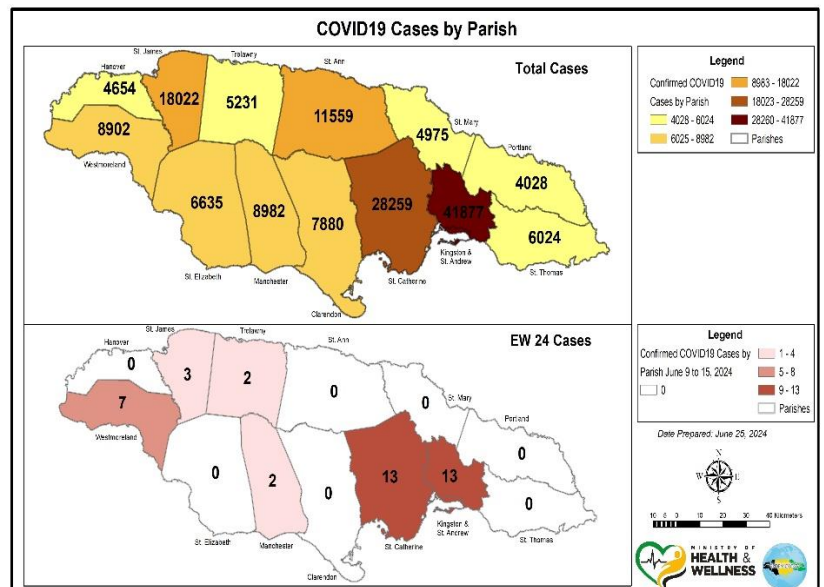 COVID19 Cases by Parish
Total Cases
Hanover
St. James
Trelawny
St. Ann
St. Mary
Portland
Westmoreland
St. Elizabeth
Manchester
Clarendon
St. Catherine
Kingston
& St. Andrew
St. Thomas
4654
18022
5231
11559
4975
4028
8902
6635
8982
7880
28259
41877
6024
Legend
Confirmed COVID19
Cases by Parish
4028 - 6024
6025 - 8982
8983 - 18022
18023 - 28259
28260 - 41877
Parishes
EW 24 Cases
Hanover
St. James
Trelawny
St. Ann
St. Mary
Portland
Westmoreland
St. Elizabeth
Manchester
Clarendon
St. Catherine
Kingston
& St. Andrew
St. Thomas
0
3
2
0
0
0
7
0
2
0
13
13
0
Legend
Confirmed COVID19 Cases by
Parish June 9 to 15, 2024
0
1 - 4
5 - 8
9 - 13
Parishes
Date Prepared: June 25, 2024
N
W
E
S
10 5 0 10 20 30 40 Kilometers
MINISTRY OF
HEALTH &
WELLNESS